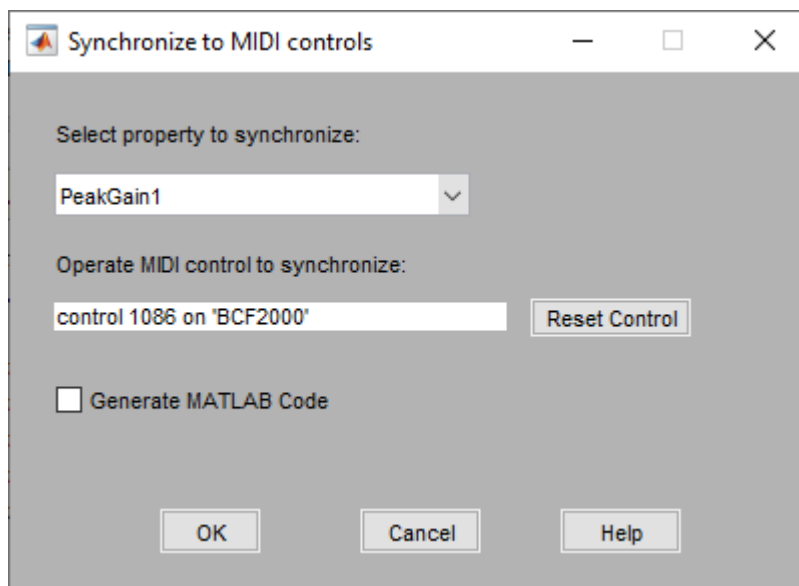 Synchronize to MIDI controls
Select property to synchronize:
PeakGain1
Operate MIDI control to synchronize:
control 1086 on 'BCF2000'
Reset Control
Generate MATLAB Code
OK
Cancel
Help